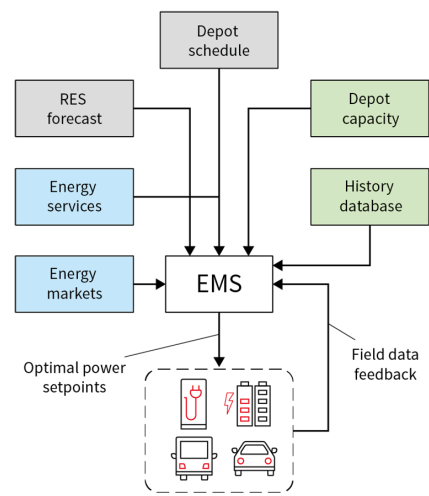 Depot
schedule
RES
forecast
Depot
capacity
Energy
services
History
database
Energy
markets
EMS
Optimal power
setpoints
Field data
feedback